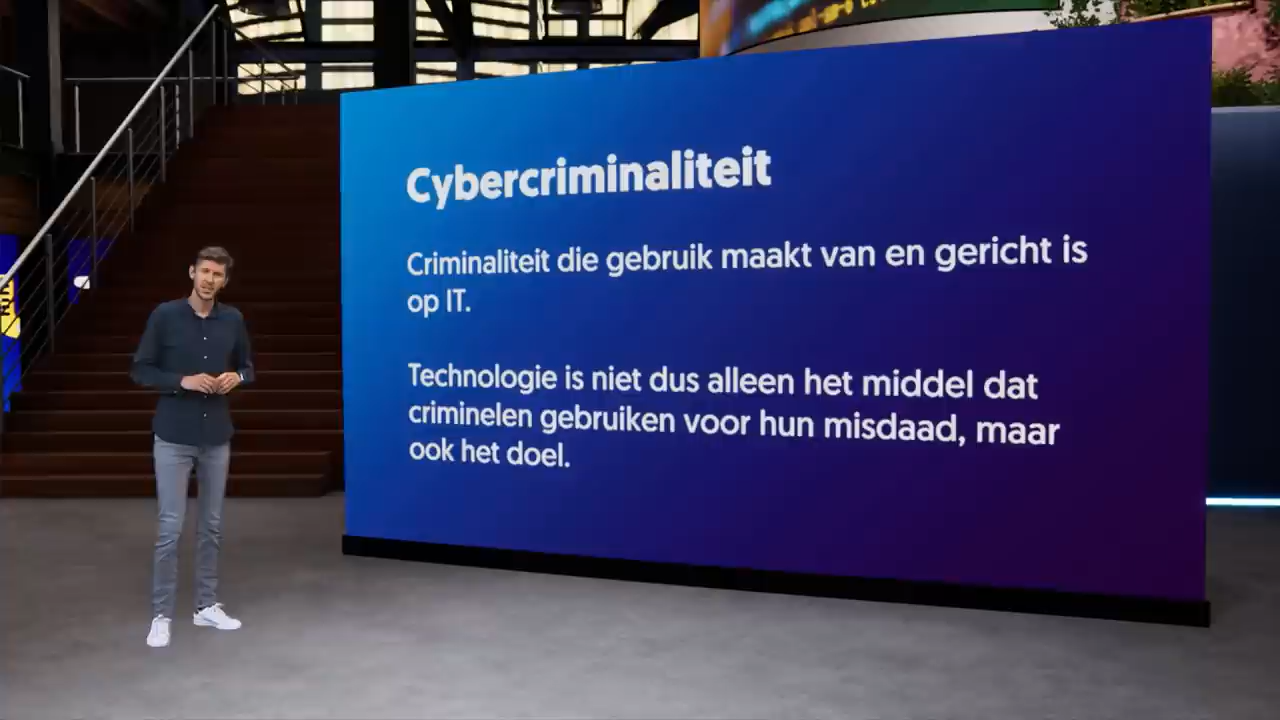 Cybercriminaliteit
Criminaliteit die gebruik maakt van en gericht is
op IT.
Technologie is niet dus alleen het middel dat
criminelen gebruiken voor hun misdaad, maar
ook het doel.